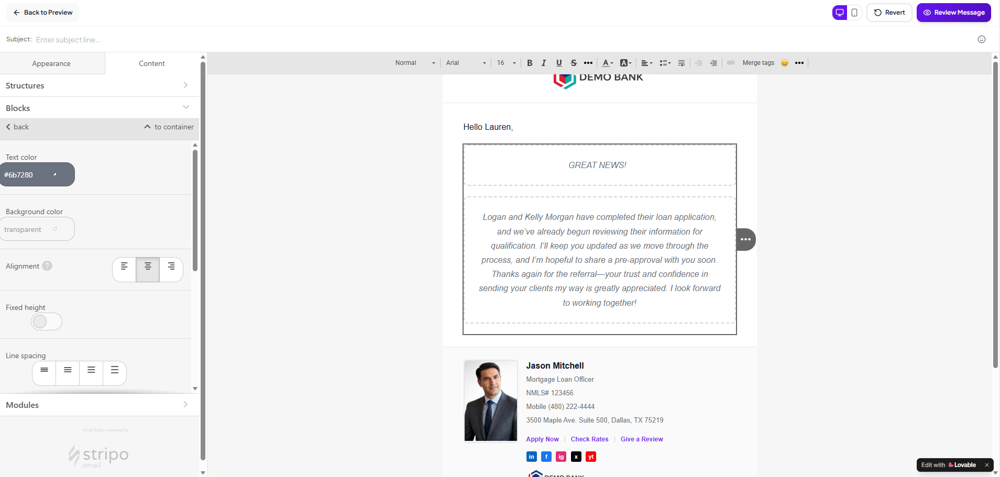 Back to Preview
Revert
Review Message
Subject: Enter subject line...
Appearance
Content
Normal
Arial
16
B I U S
A
A
Merge tags
Structures
Blocks
back
to container
Text color
#6b7280
Background color
transparent
Alignment ?
Fixed height
Line spacing
Modules
Email Editor powered by
stripo
.email
DEMO BANK
Hello Lauren,
GREAT NEWS!
Logan and Kelly Morgan have completed their loan application,
and we’ve already begun reviewing their information for
qualification. I’ll keep you updated as we move through the
process, and I’m hopeful to share a pre-approval with you soon.
Thanks again for the referral—your trust and confidence in
sending your clients my way is greatly appreciated. I look forward
to working together!
Jason Mitchell
Mortgage Loan Officer
NMLS# 123456
Mobile (480) 222-4444
3500 Maple Ave. Suite 500, Dallas, TX 75219
Apply Now | Check Rates | Give a Review
in f ig x yt
DEMO BANK
Edit with Lovable